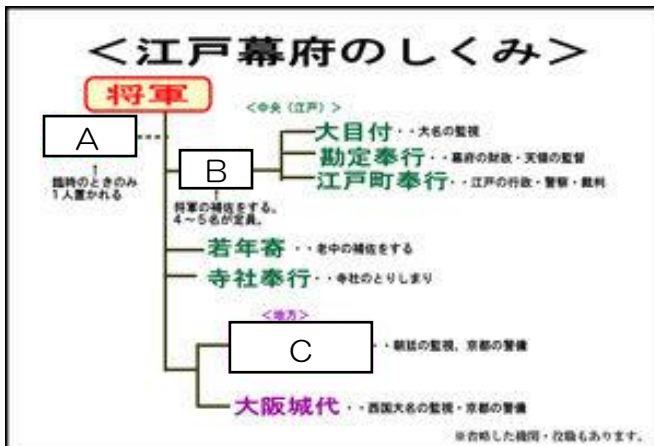 ＜江戸幕府のしくみ＞
将軍
＜中央（江戸）＞
A
大目付・・大名の監視
B
勘定奉行・・幕府の財政・天領の監督
↑
臨時のときのみ
1人置かれる
江戸町奉行・・江戸の行政・警察・裁判
↑
将軍の補佐をする。
4～5名が定員。
若年寄・・老中の補佐をする
寺社奉行・・寺社のとりしまり
＜地方＞
C
・・朝廷の監視、京都の警備
大阪城代・・西国大名の監視・京都の警備
※省略した機関・役職もあります。